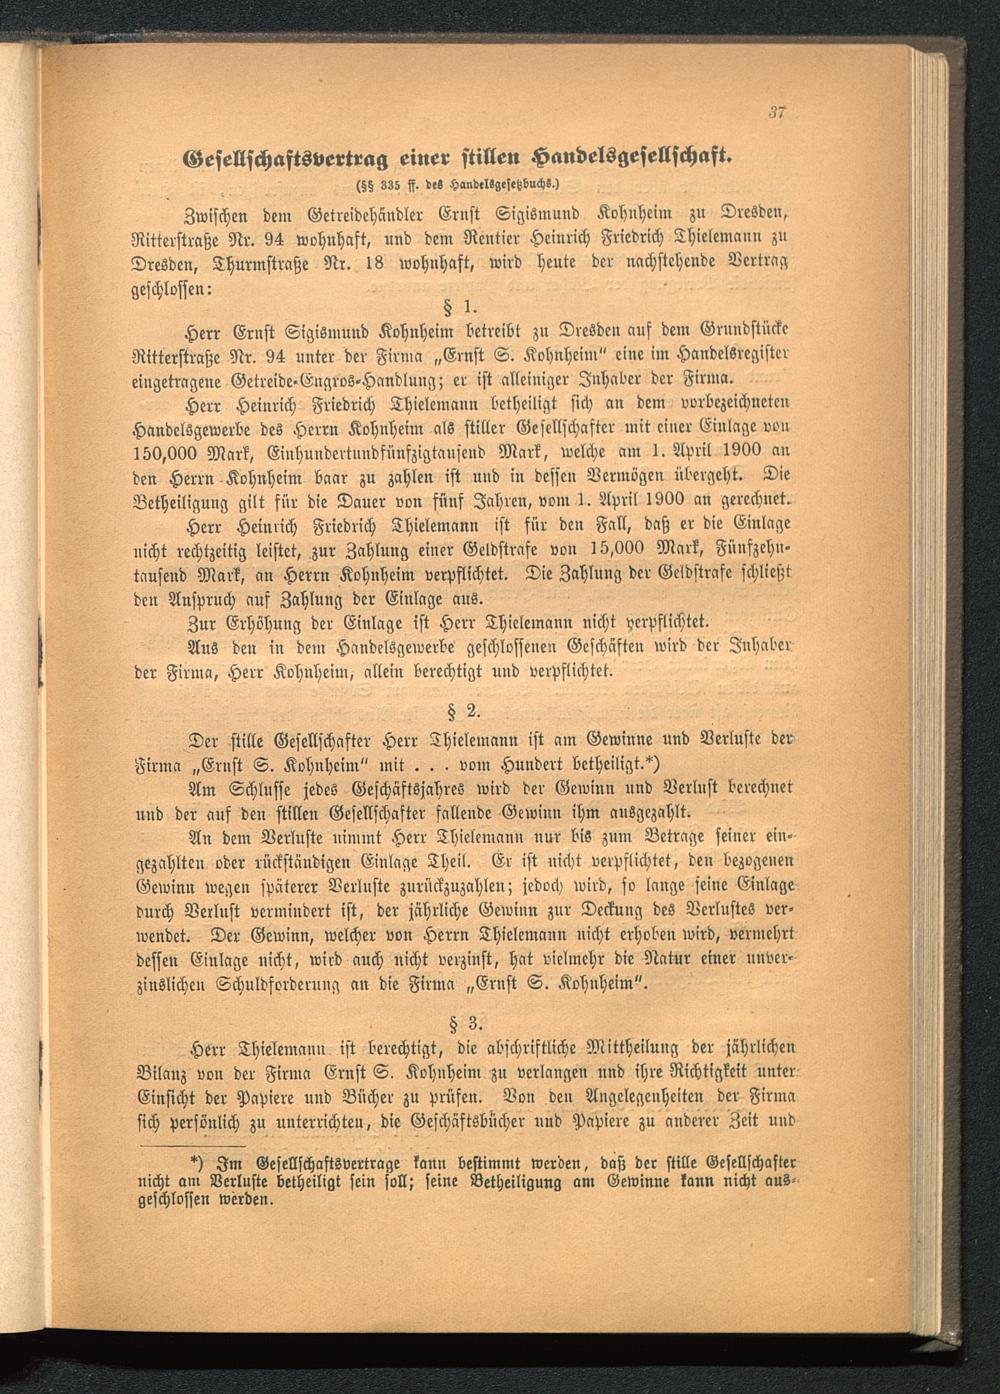 37
Gesellschaftsvertrag einer stillen Handelsgesellschaft.
(§§ 335 ff. des Handelsgesetzbuchs.)
Zwischen dem Getreidehändler Ernst Sigismund Kohnheim zu Dresden,
Ritterstraße Nr. 94 wohnhaft, und dem Rentier Heinrich Friedrich Thielemann zu
Dresden, Thurmstraße Nr. 18 wohnhaft, wird heute der nachstehende Vertrag
geschlossen:
§ 1.
Herr Ernst Sigismund Kohnheim betreibt zu Dresden auf dem Grundstücke
Ritterstraße Nr. 94 unter der Firma „Ernst S. Kohnheim" eine im Handelsregister
eingetragene Getreide-Engros-Handlung; er ist alleiniger Inhaber der Firma.
Herr Heinrich Friedrich Thielemann betheiligt sich an dem vorbezeichneten
Handelsgewerbe des Herrn Kohnheim als stiller Gesellschafter mit einer Einlage von
150,000 Mark, Einhundertundfünfzigtausend Mark, welche am 1. April 1900 an
den Herrn Kohnheim baar zu zahlen ist und in dessen Vermögen übergeht. Die
Betheiligung gilt für die Dauer von fünf Jahren, vom 1. April 1900 an gerechnet.
Herr Heinrich Friedrich Thielemann ist für den Fall, daß er die Einlage
nicht rechtzeitig leistet, zur Zahlung einer Geldstrafe von 15,000 Mark, Fünfzehn-
tausend Mark, an Herrn Kohnheim verpflichtet. Die Zahlung der Geldstrafe schließt
den Anspruch auf Zahlung der Einlage aus.
Zur Erhöhung der Einlage ist Herr Thielemann nicht verpflichtet.
Aus den in dem Handelsgewerbe geschlossenen Geschäften wird der Inhaber
der Firma, Herr Kohnheim, allein berechtigt und verpflichtet.
§ 2.
Der stille Gesellschafter Herr Thielemann ist am Gewinne und Verluste der
Firma „Ernst S. Kohnheim" mit . . . vom Hundert betheiligt.*)
Am Schlusse jedes Geschäftsjahres wird der Gewinn und Verlust berechnet
und der auf den stillen Gesellschafter fallende Gewinn ihm ausgezahlt.
An dem Verluste nimmt Herr Thielemann nur bis zum Betrage seiner ein-
gezahlten oder rückständigen Einlage Theil. Er ist nicht verpflichtet, den bezogenen
Gewinn wegen späterer Verluste zurückzuzahlen; jedoch wird, so lange seine Einlage
durch Verlust vermindert ist, der jährliche Gewinn zur Deckung des Verlustes ver-
wendet. Der Gewinn, welcher von Herrn Thielemann nicht erhoben wird, vermehrt
dessen Einlage nicht, wird auch nicht verzinst, hat vielmehr die Natur einer unver-
zinslichen Schuldforderung an die Firma „Ernst S. Kohnheim".
§ 3.
Herr Thielemann ist berechtigt, die abschriftliche Mittheilung der jährlichen
Bilanz von der Firma Ernst S. Kohnheim zu verlangen und ihre Richtigkeit unter
Einsicht der Papiere und Bücher zu prüfen. Von den Angelegenheiten der Firma
sich persönlich zu unterrichten, die Geschäftsbücher und Papiere zu anderer Zeit und
*) Im Gesellschaftsvertrage kann bestimmt werden, daß der stille Gesellschafter
nicht am Verluste betheiligt sein soll; seine Betheiligung am Gewinne kann nicht aus-
geschlossen werden.